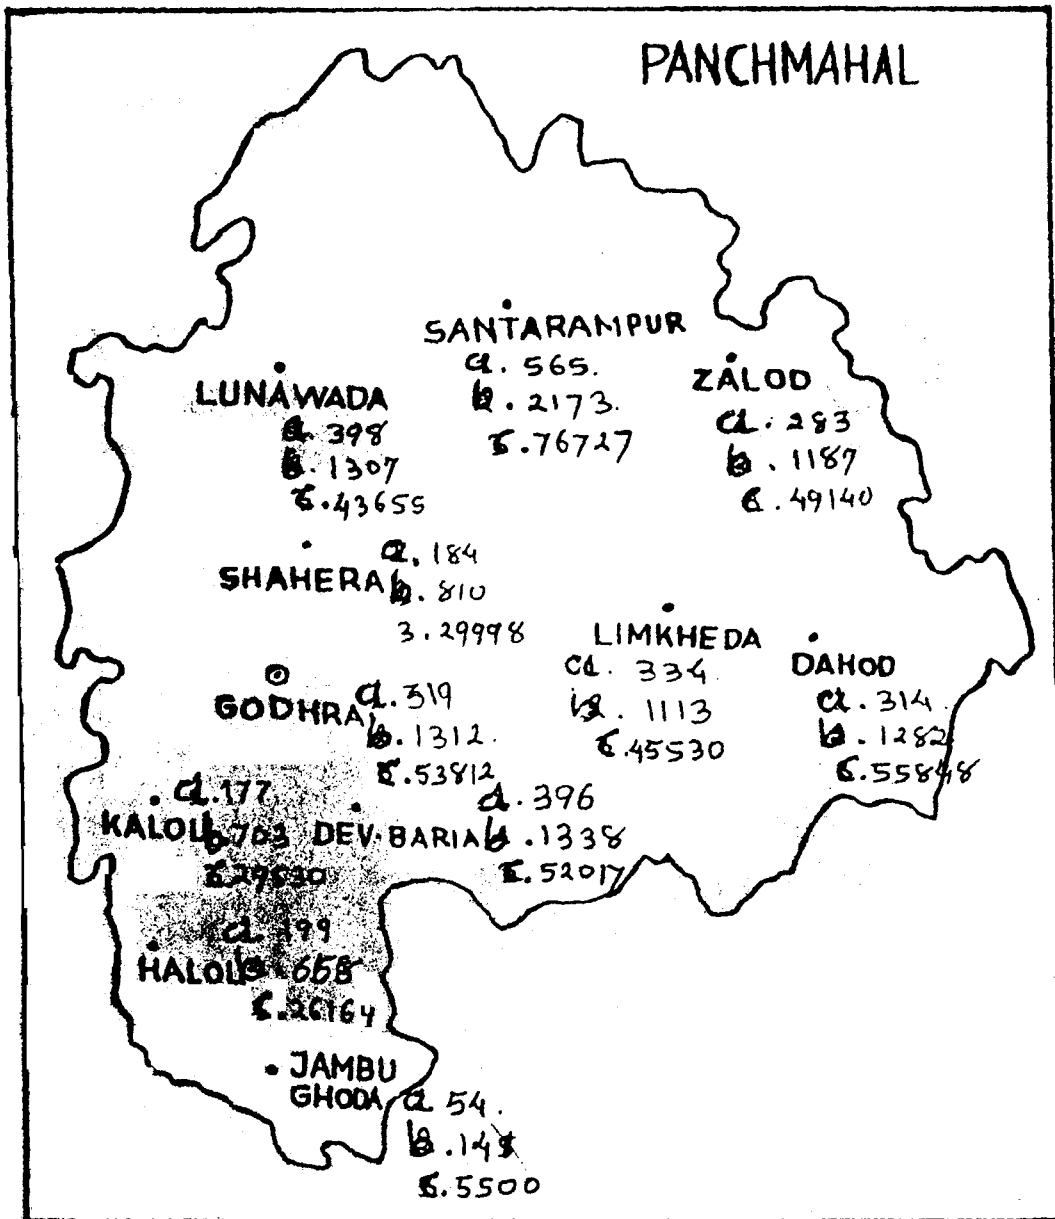 PANCHMAHAL
SANTARAMPUR
a. 565.
b. 2173.
c. 76727
ZALOD
a. 283
b. 1187
c. 49140
LUNAWADA
a. 398
b. 1307
c. 43655
SHAHERA
a. 184
b. 810
3. 29998
LIMKHEDA
a. 334
b. 1113
c. 45530
DAHOD
a. 314
b. 1282
c. 55848
GODHRA
a. 319
b. 1312.
c. 53812
KALOL
a. 177
b. 703
DEV. BARIA
a. 396
b. 1338
c. 52017
HALOL
a. 199
b. 658
c. 26164
JAMBU
GHODA
a 54.
b.
c. 5500